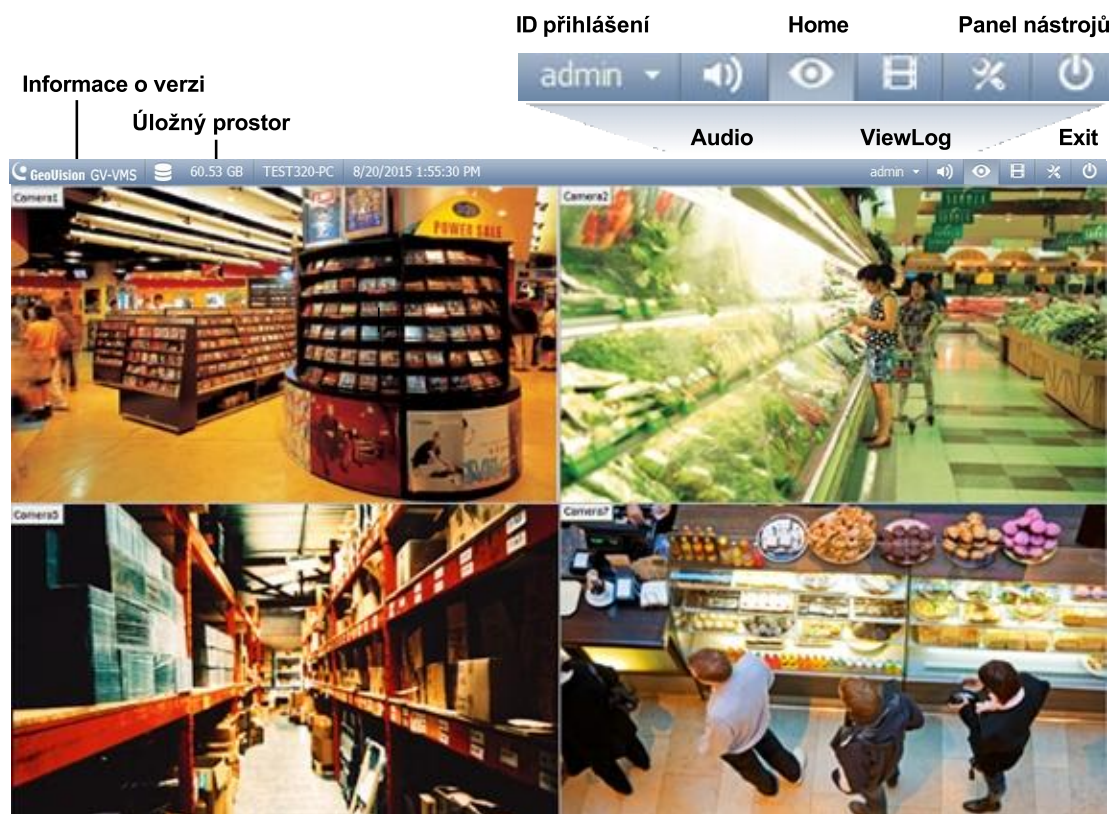 ID přihlášení Home Panel nástrojů
admin
Informace o verzi
Úložný prostor
Audio ViewLog Exit
GeoVision GV-VMS 60.53 GB TEST320-PC 8/20/2015 1:55:30 PM admin
Camera1
Camera2
POWER SALE
Camera7